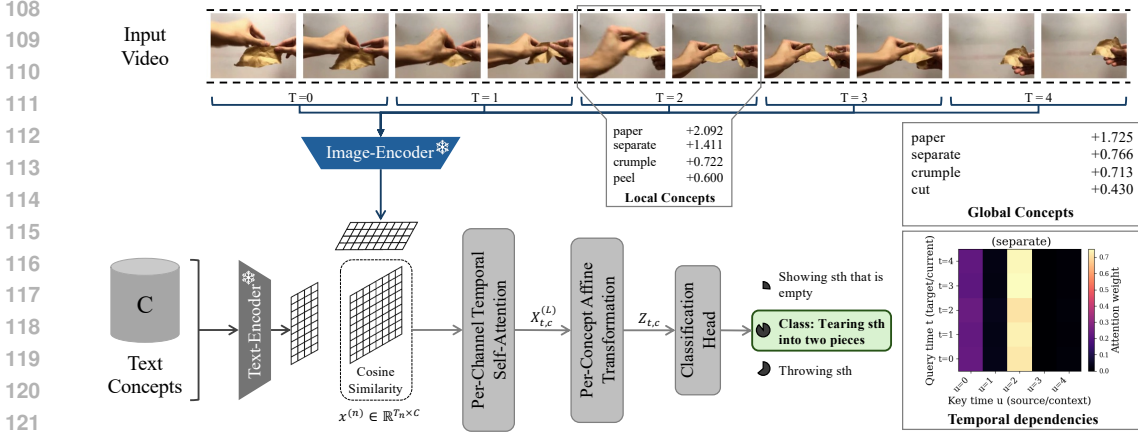 108
109
110
111
112
113
114
115
116
117
118
119
120
121
Input
Video
T =0
T = 1
T = 2
T = 3
T = 4
Image-Encoder
paper +2.092
separate +1.411
crumple +0.722
peel +0.600
Local Concepts
paper +1.725
separate +0.766
crumple +0.713
cut +0.430
Global Concepts
C
Text
Concepts
Text-Encoder
Cosine
Similarity
x^{(n)} ∈ ℝ^{T_n×C}
Per-Channel Temporal
Self-Attention
X_{t,c}^{(L)}
Per-Concept Affine
Transformation
Z_{t,c}
Classification
Head
Showing sth that is
empty
Class: Tearing sth
into two pieces
Throwing sth
(separate)
Query time t (target/current)
t=4
t=3
t=2
t=1
t=0
u=0
u=1
u=2
u=3
u=4
Key time u (source/context)
0.7
0.6
0.5
0.4
0.3
0.2
0.1
0.0
Attention weight
Temporal dependencies